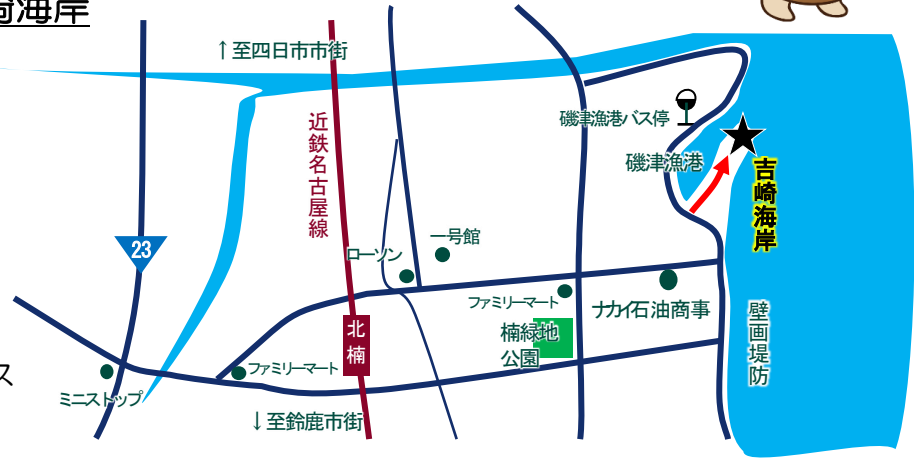 崎海岸
↑至四日市市街
近鉄名古屋線
磯津漁港バス停
磯津漁港
吉崎海岸
23
一号館
ローソン
ファミリーマート
ナカイ石油商事
楠緑地
公園
北楠
壁画堤防
ファミリーマート
ス
ミニストップ
↓至鈴鹿市街